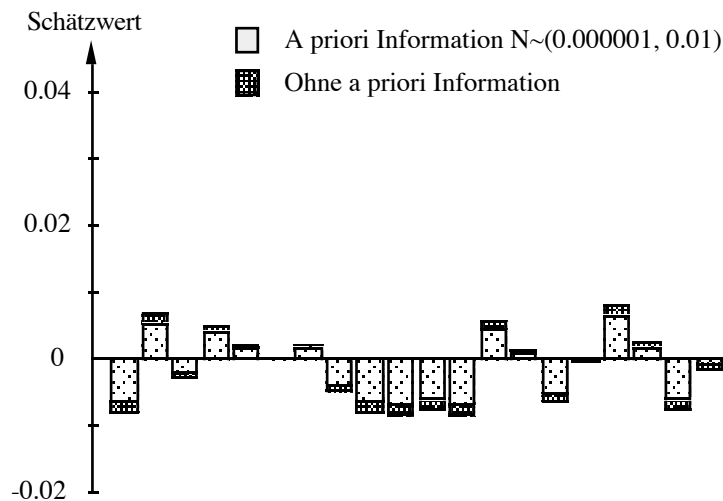 Schätzwert
A priori Information N~(0.000001, 0.01)
Ohne a priori Information
0.04
0.02
0
-0.02